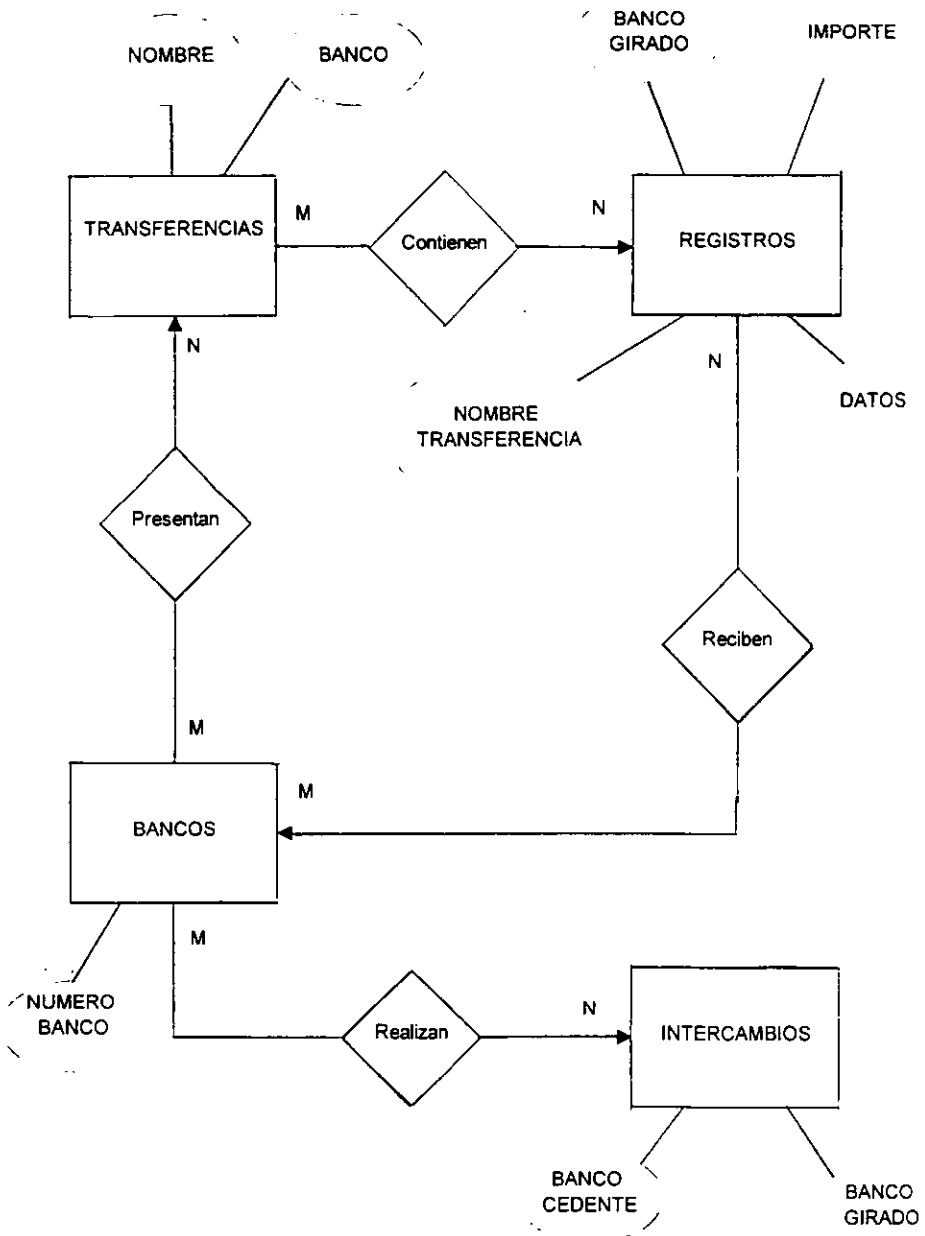 NOMBRE
BANCO
BANCO
GIRADO
IMPORTE
TRANSFERENCIAS
M
Contienen
N
REGISTROS
N
N
NOMBRE
TRANSFERENCIA
DATOS
Presentan
Reciben
M
M
BANCOS
M
NUMERO
BANCO
Realizan
N
INTERCAMBIOS
BANCO
CEDENTE
BANCO
GIRADO